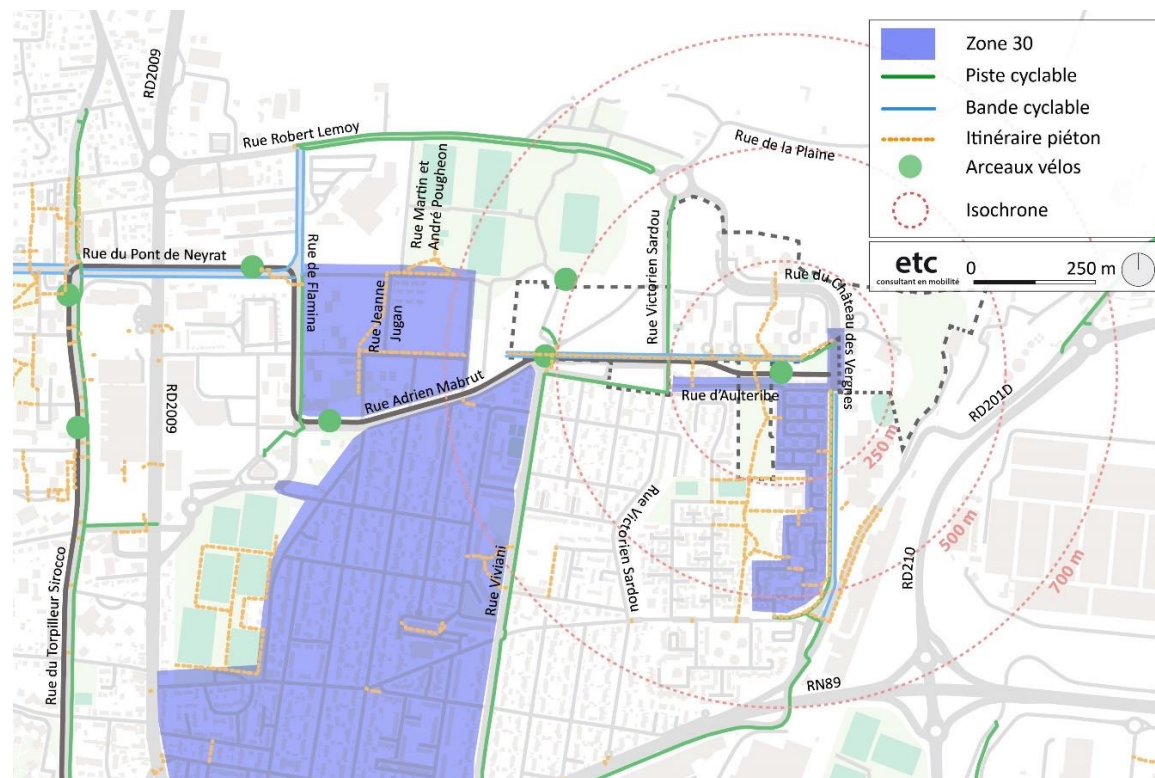 Zone 30
Piste cyclable
Bande cyclable
Itinéraire piéton
Arceaux vélos
Isochrone
etc
consultant en mobilité
0
250 m
RD2009
Rue Robert Lemoy
Rue de la Plaine
Rue Martin et
André Pougheon
Rue du Pont de Neyrat
Rue de Flamina
Rue Jeanne
Jugan
Rue Victorien Sardou
Rue du Château des Vergnes
Rue Adrien Mabrut
Rue d'Aulteribe
RD2009
RD201D
250 m
500 m
700 m
Rue Victorien Sardou
RD210
Rue Viviani
Rue du Torpilleur Sirocco
RN89